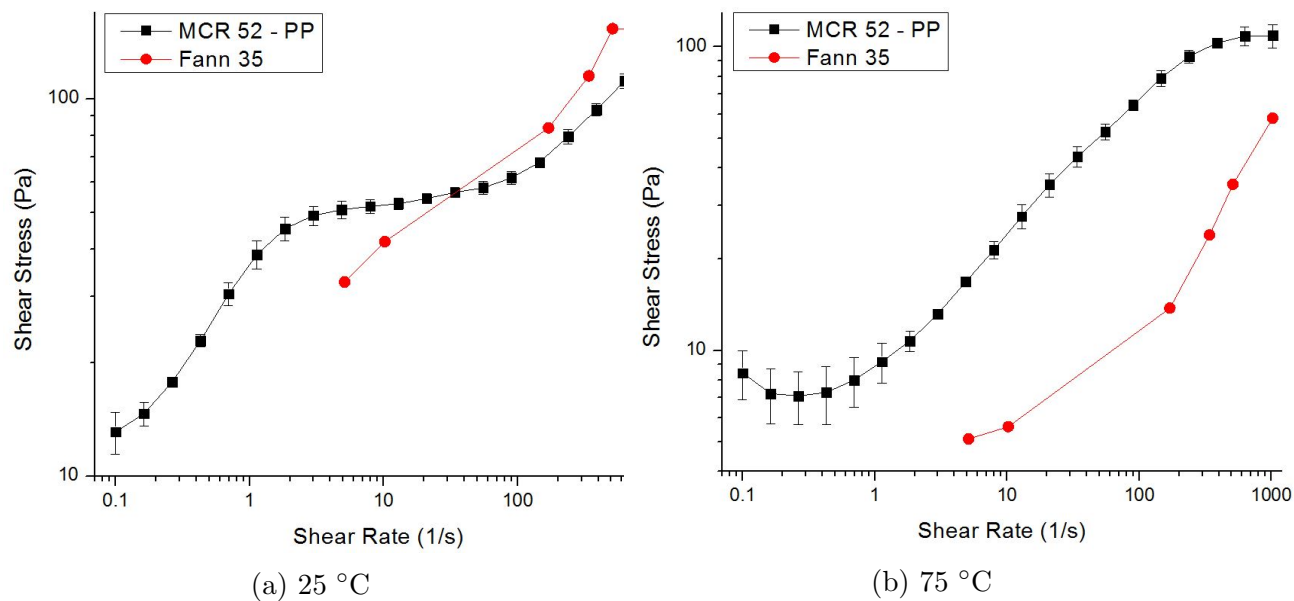 MCR 52 - PP
Fann 35
100
10
Shear Stress (Pa)
0.1 1 10 100
Shear Rate (1/s)
(a) 25 °C
MCR 52 - PP
Fann 35
100
10
Shear Stress (Pa)
0.1 1 10 100 1000
Shear Rate (1/s)
(b) 75 °C